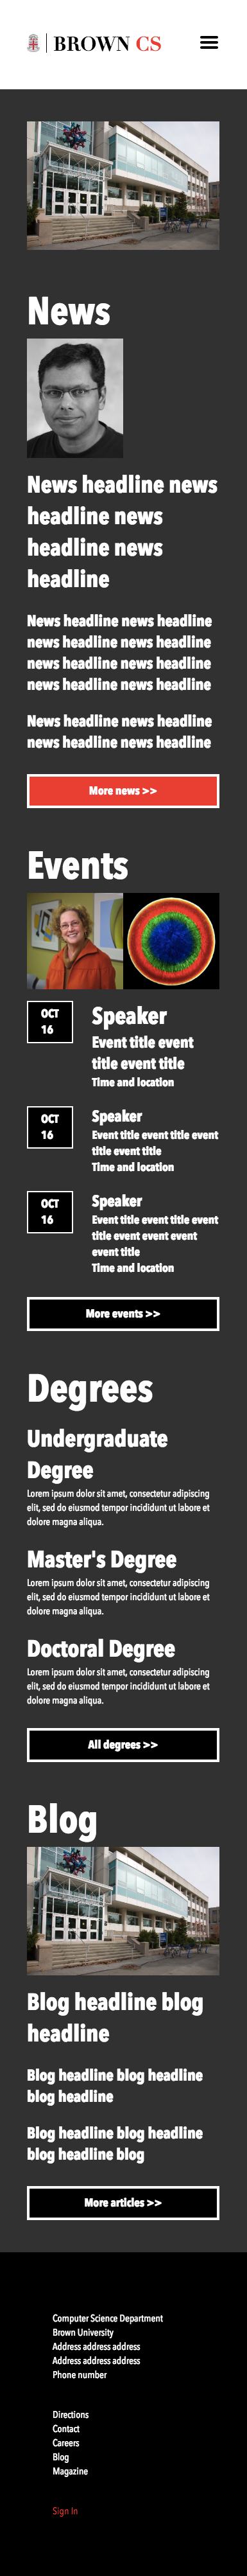 BROWN CS
News
News headline news
headline news
headline news
headline
News headline news headline
news headline news headline
news headline news headline
news headline news headline
News headline news headline
news headline news headline
More news >>
Events
OCT
16
Speaker
Event title event
title event title
Time and location
OCT
16
Speaker
Event title event title event
title event title
Time and location
OCT
16
Speaker
Event title event title event
title event event event
event title
Time and location
More events >>
Degrees
Undergraduate
Degree
Lorem ipsum dolor sit amet, consectetur adipiscing
elit, sed do eiusmod tempor incididunt ut labore et
dolore magna aliqua.
Master's Degree
Lorem ipsum dolor sit amet, consectetur adipiscing
elit, sed do eiusmod tempor incididunt ut labore et
dolore magna aliqua.
Doctoral Degree
Lorem ipsum dolor sit amet, consectetur adipiscing
elit, sed do eiusmod tempor incididunt ut labore et
dolore magna aliqua.
All degrees >>
Blog
Blog headline blog
headline
Blog headline blog headline
blog headline
Blog headline blog headline
blog headline blog
More articles >>
Computer Science Department
Brown University
Address address address
Address address address
Phone number
Directions
Contact
Careers
Blog
Magazine
Sign In